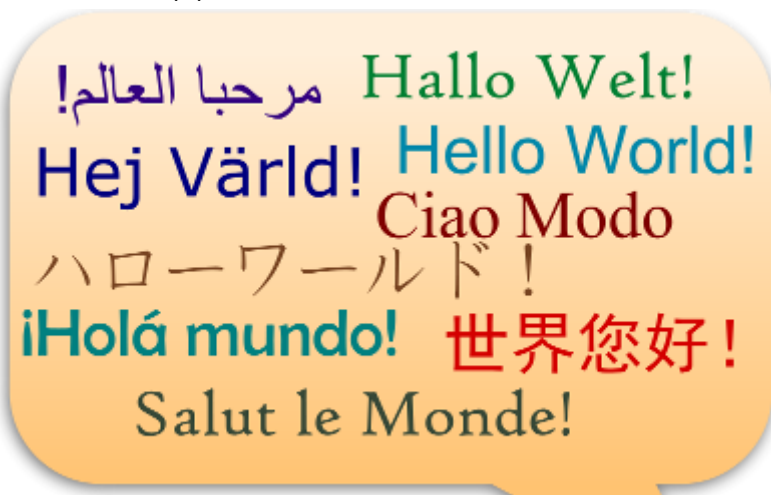 مرحبا العالم!
Hallo Welt!
Hej Värld!
Hello World!
Ciao Modo
ハローワールド！
¡Holá mundo!
世界您好！
Salut le Monde!